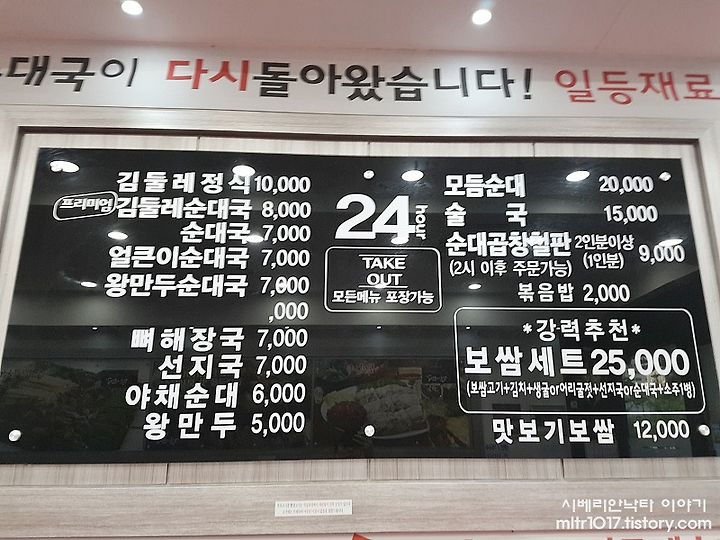 대국이 다시돌아왔습니다! 일등재료
김둘레정식 10,000
프리미엄 김둘레순대국 8,000
순대국 7,000
얼큰이순대국 7,000
왕만두순대국 7,000
,000
뼈해장국 7,000
선지국 7,000
야채순대 6,000
왕만두 5,000
24 hour
TAKE
OUT
모든메뉴 포장가능
모듬순대 20,000
술국 15,000
순대곱창철판 2인분이상 (1인분) 9,000
(2시 이후 주문가능)
볶음밥 2,000
*강력추천*
보쌈세트 25,000
(보쌈고기+김치+생굴or어리굴젓+선지국or순대국+소주1병)
맛보기보쌈 12,000
시베리안낙타 이야기
mltr1017.tistory.com